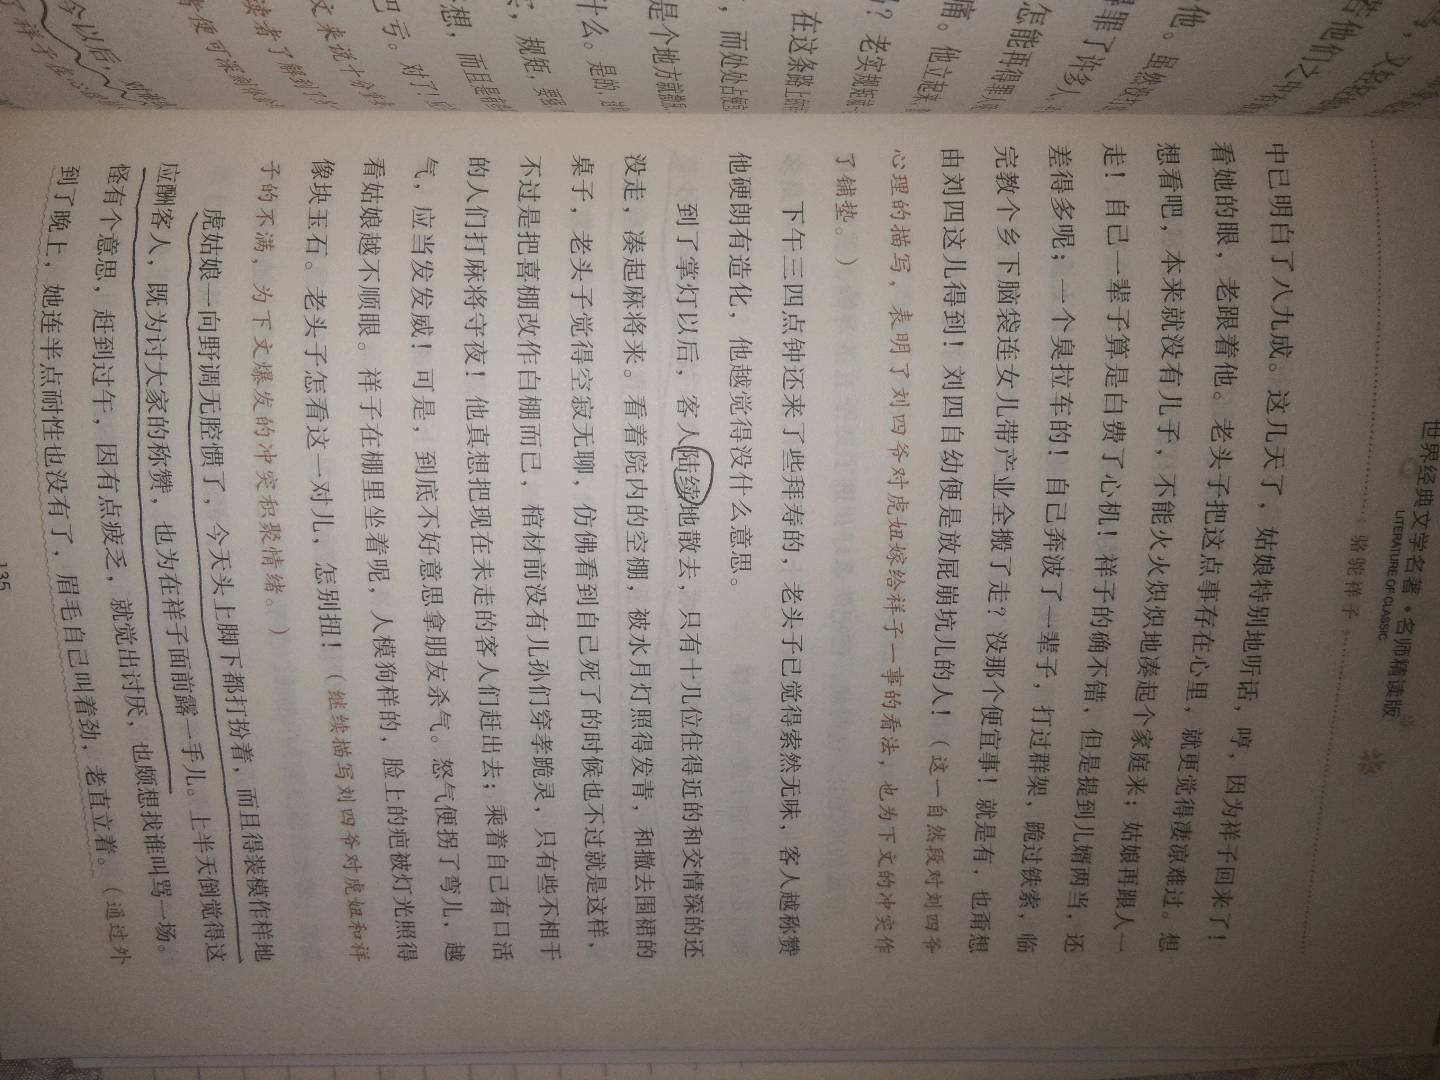 世界经典文学名著·名师精读版
LITERATURE OF CLASSIC
骆驼祥子
中已明白了八九成。这几天了，姑娘特别地听话，哼，因为祥子回来了！
看她的眼，老跟着他。老头子把这点事存在心里，就更觉得凄凉难过。想
想看吧，本来就没有儿子，不能火火炽炽地凑起个家庭来；姑娘再跟人一
走！自己一辈子算是白费了心机！祥子的确不错，但是提到儿婿两当，还
差得多呢；一个臭拉车的！自己奔波了一辈子，打过群架，跪过铁索，临
完教个乡下脑袋连女儿带产业全搬了走？没那个便宜事！就是有，也甭想
由刘四这儿得到！刘四自幼便是放屁崩坑儿的人！（这一自然段对刘四爷
心理的描写，表明了刘四爷对虎妞嫁给祥子一事的看法，也为下文的冲突作
了铺垫。）
下午三四点钟还来了些拜寿的，老头子已觉得索然无味，客人越称赞
他硬朗有造化，他越觉得没什么意思。
到了掌灯以后，客人陆续地散去，只有十几位住得近的和交情深的还
没走，凑起麻将来。看着院内的空棚，被水月灯照得发青，和撤去围裙的
桌子，老头子觉得空寂无聊，仿佛看到自己死了的时候也不过就是这样，
不过是把喜棚改作白棚而已，棺材前没有儿孙们穿孝跪灵，只有些不相干
的人们打麻将守夜！他真想把现在未走的客人们赶出去；乘着自己有口活
气，应当发发威！可是，到底不好意思拿朋友杀气。怒气便拐了弯儿，越
看姑娘越不顺眼。祥子在棚里坐着呢，人模狗样的，脸上的疤被灯光照得
像块玉石。老头子怎看这一对儿，怎别扭！（继续描写刘四爷对虎妞和祥
子的不满，为下文爆发的冲突积聚情绪。）
虎姑娘一向野调无腔惯了，今天头上脚下都打扮着，而且得装模作样地
应酬客人，既为讨大家的称赞，也为在祥子面前露一手儿。上半天倒觉得这
怪有个意思，赶到过午，因有点疲乏，就觉出讨厌，也颇想找谁叫骂一场。
到了晚上，她连半点耐性也没有了，眉毛自己叫着劲，老直立着。（通过外
135